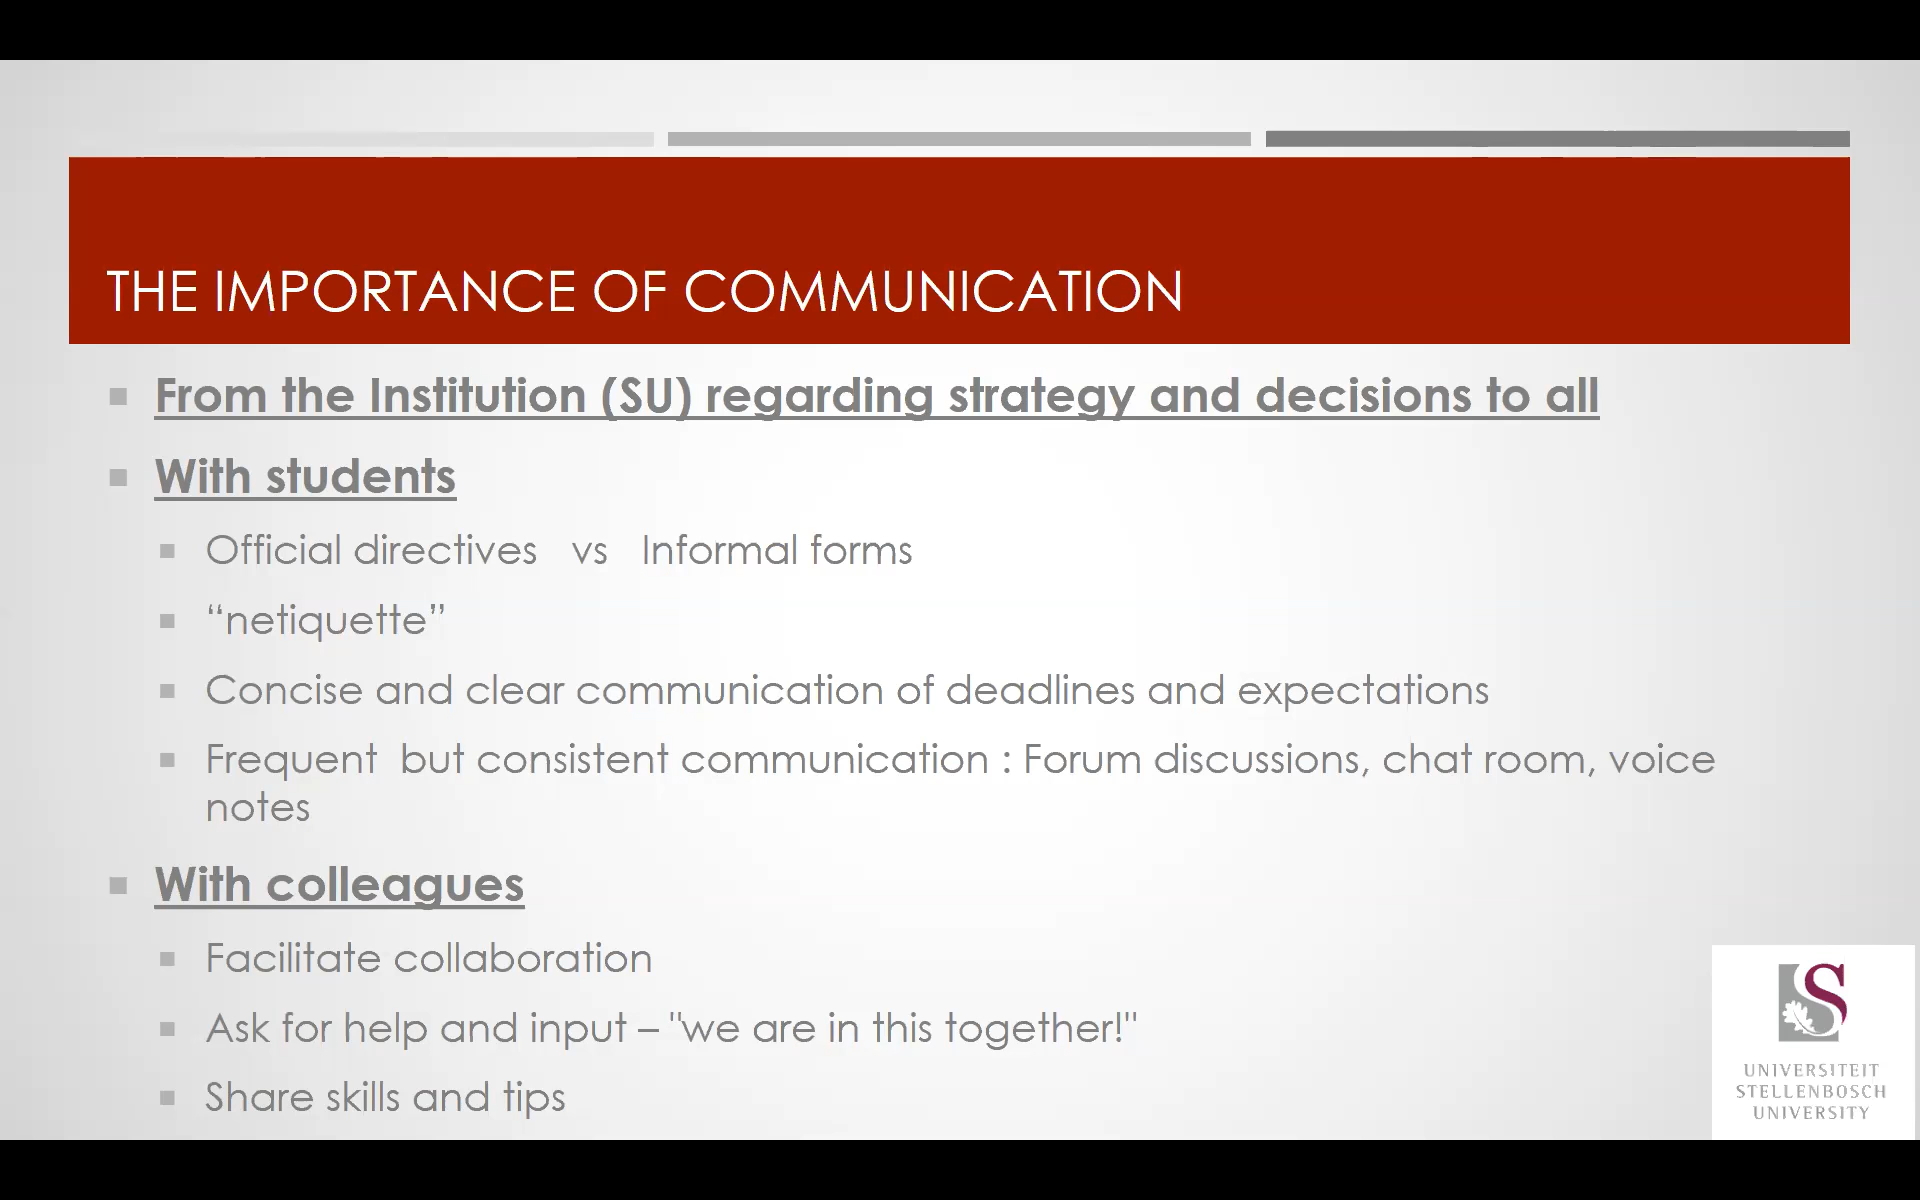 THE IMPORTANCE OF COMMUNICATION
From the Institution (SU) regarding strategy and decisions to all
With students
Official directives vs Informal forms
“netiquette”
Concise and clear communication of deadlines and expectations
Frequent but consistent communication : Forum discussions, chat room, voice
notes
With colleagues
Facilitate collaboration
Ask for help and input – "we are in this together!"
Share skills and tips
S
UNIVERSITEIT
STELLENBOSCH
UNIVERSITY